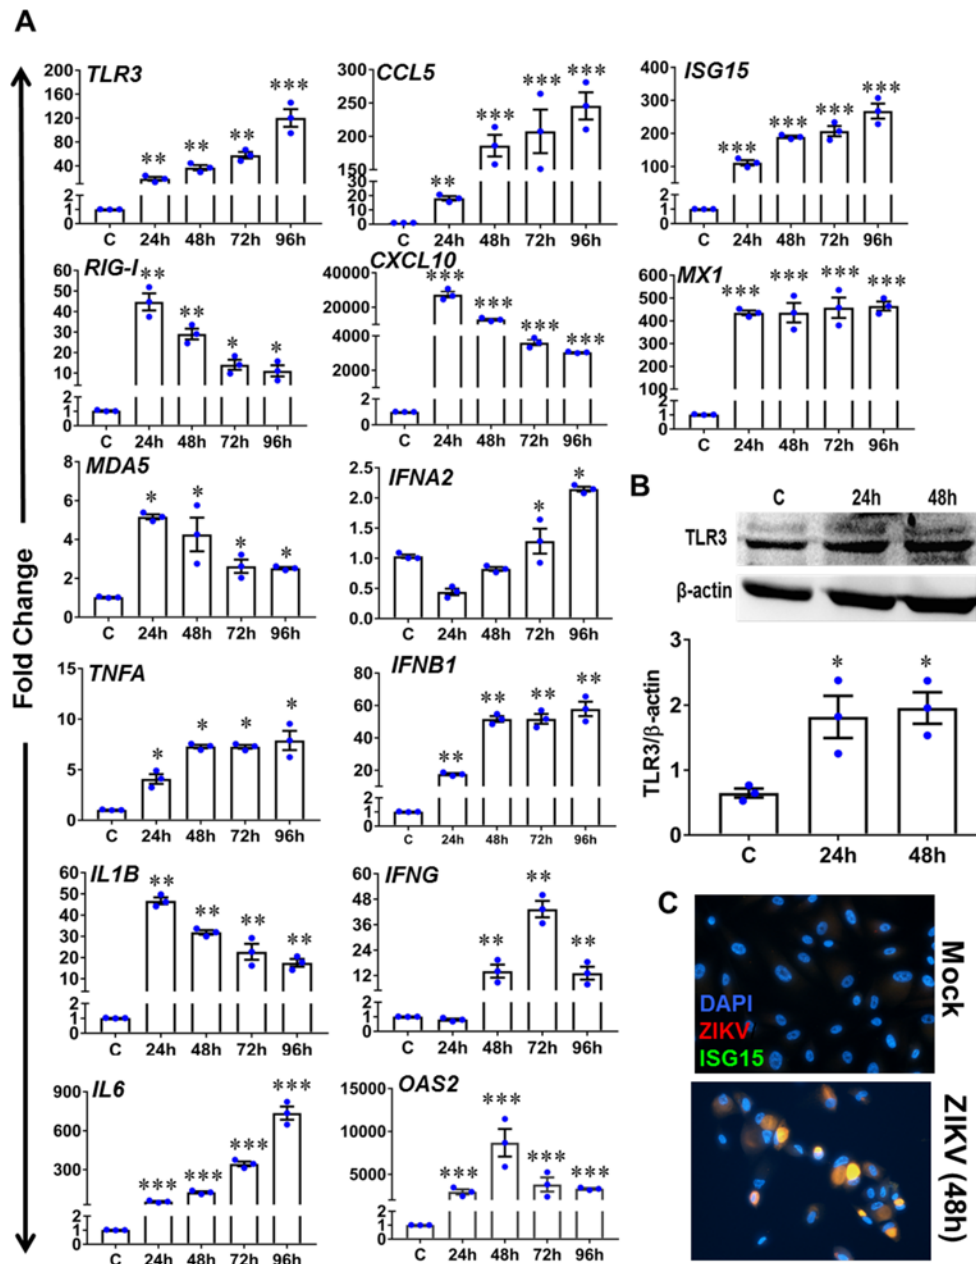 A
Fold Change
TLR3
200
160
120
80
40
2
1
0
** ** ** ***
C 24h 48h 72h 96h
CCL5
300
250
200
150
30
20
10
0
** *** *** ***
C 24h 48h 72h 96h
ISG15
400
300
200
100
2
1
0
*** *** *** ***
C 24h 48h 72h 96h
RIG-I
60
50
40
30
20
10
2
1
0
** ** * *
C 24h 48h 72h 96h
CXCL10
40000
20000
4000
2000
2
0
*** *** *** ***
C 24h 48h 72h 96h
MX1
600
500
400
300
200
100
2
1
0
*** *** *** ***
C 24h 48h 72h 96h
MDA5
8
6
4
2
0
* * * *
C 24h 48h 72h 96h
IFNA2
2.5
2.0
1.5
1.0
0.5
0.0
* *
C 24h 48h 72h 96h
B
C 24h 48h
TLR3
β-actin
TLR3/β-actin
3
2
1
0
* *
C 24h 48h
TNFA
15
10
5
0
* * * *
C 24h 48h 72h 96h
IFNB1
80
60
40
20
2
1
0
** ** ** **
C 24h 48h 72h 96h
IL1B
60
50
40
30
20
10
2
1
0
** ** ** **
C 24h 48h 72h 96h
IFNG
60
48
36
24
12
2
1
0
** ** **
C 24h 48h 72h 96h
C
DAPI
ZIKV
ISG15
Mock
ZIKV (48h)
IL6
900
600
300
2
1
0
*** *** *** ***
C 24h 48h 72h 96h
OAS2
15000
10000
5000
2
1
0
*** *** *** ***
C 24h 48h 72h 96h